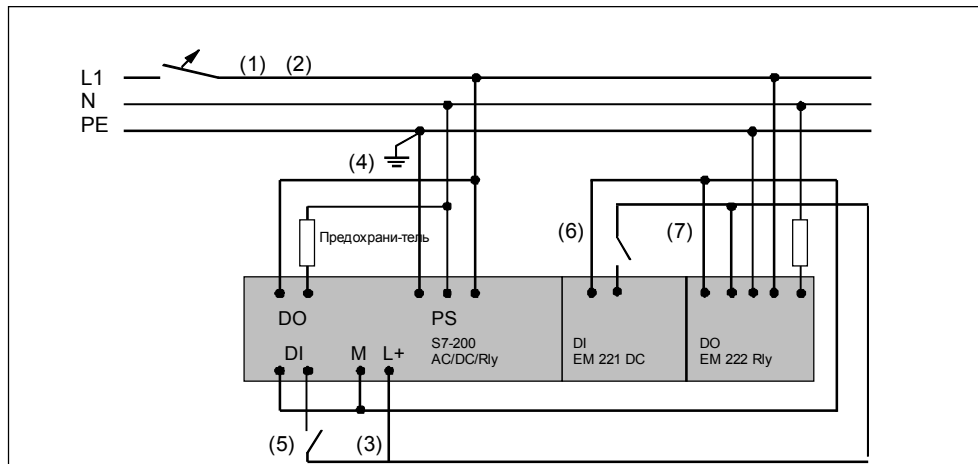 (1) (2)
L1
N
PE
(4)
(6) (7)
Предохрани-тель
DO PS
S7-200
AC/DC/Rly
DI M L+
DI
EM 221 DC
DO
EM 222 Rly
(5) (3)